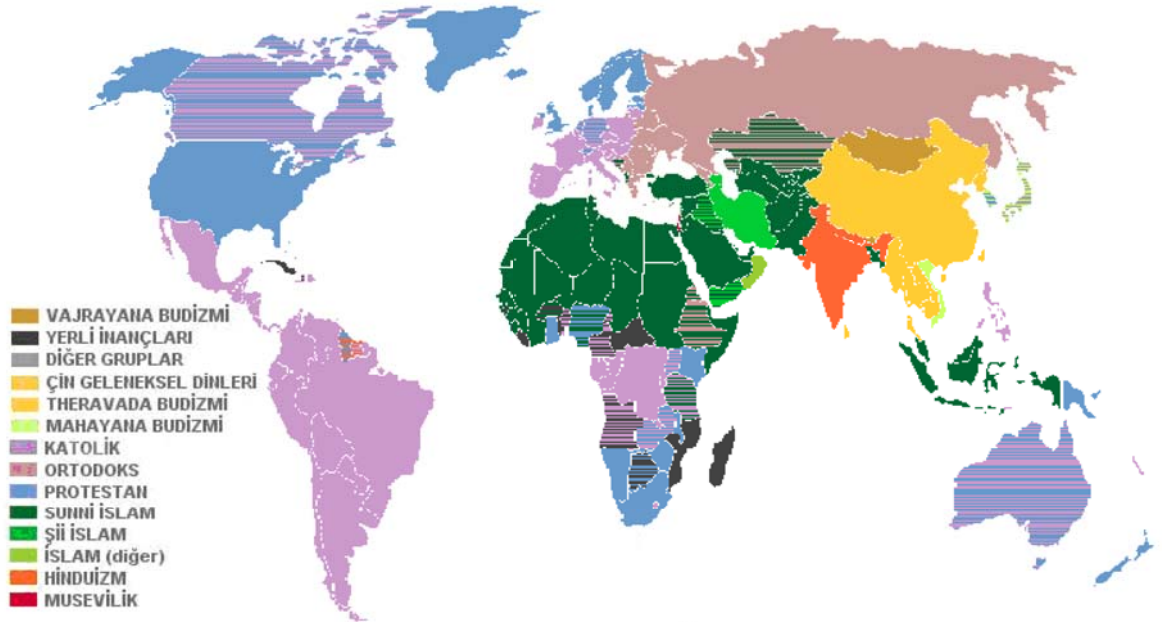 VAJRAYANA BUDİZMİ
YERLİ İNANÇLARI
DİĞER GRUPLAR
ÇİN GELENEKSEL DİNLERİ
THERAVADA BUDİZMİ
MAHAYANA BUDİZMİ
KATOLİK
ORTODOKS
PROTESTAN
SUNNİ İSLAM
Şİİ İSLAM
İSLAM (diğer)
HİNDUİZM
MUSEVİLİK